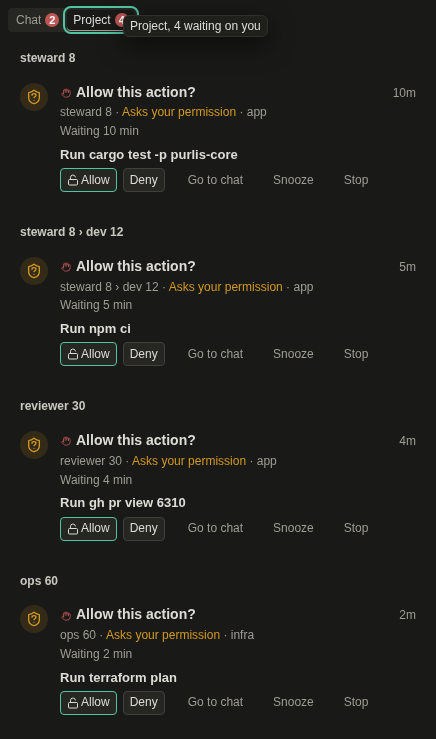 Chat 2 Project 4
Project, 4 waiting on you
steward 8
Allow this action? 10m
steward 8 · Asks your permission · app
Waiting 10 min
Run cargo test -p purlis-core
Allow Deny Go to chat Snooze Stop
steward 8 › dev 12
Allow this action? 5m
steward 8 › dev 12 · Asks your permission · app
Waiting 5 min
Run npm ci
Allow Deny Go to chat Snooze Stop
reviewer 30
Allow this action? 4m
reviewer 30 · Asks your permission · app
Waiting 4 min
Run gh pr view 6310
Allow Deny Go to chat Snooze Stop
ops 60
Allow this action? 2m
ops 60 · Asks your permission · infra
Waiting 2 min
Run terraform plan
Allow Deny Go to chat Snooze Stop